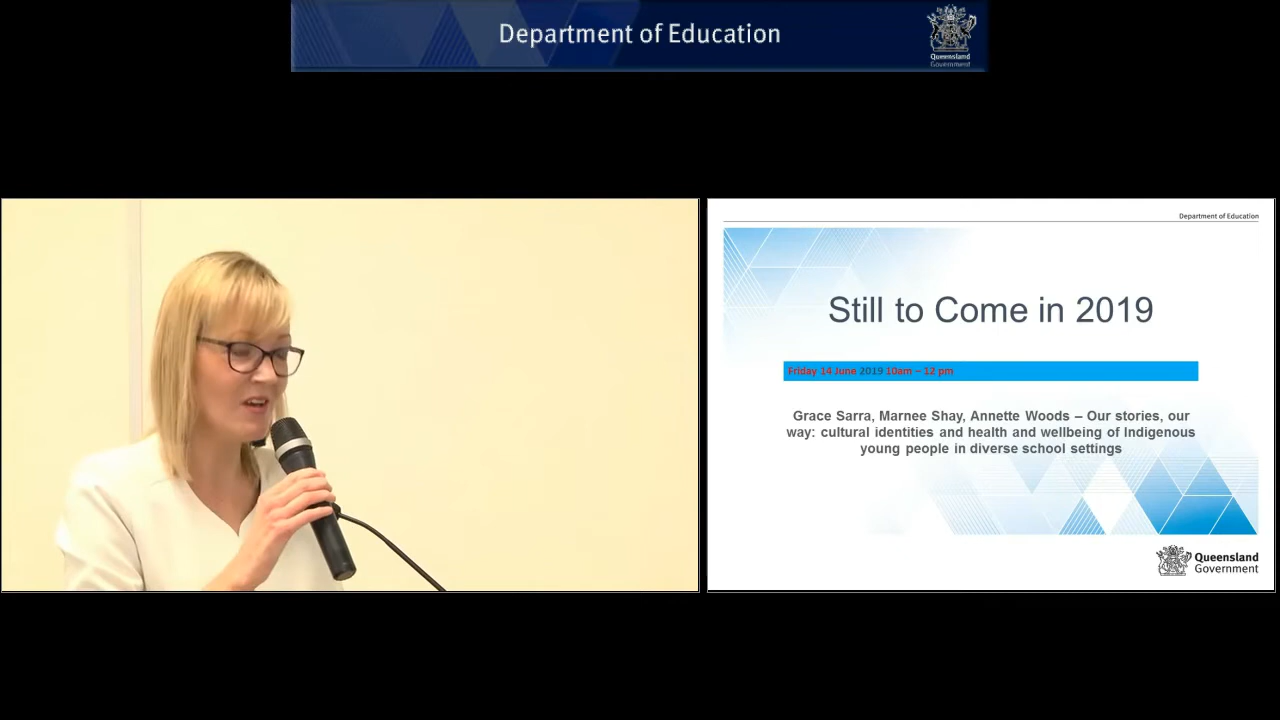 Department of Education
Queensland
Government
Department of Education
Still to Come in 2019
Friday 14 June 2019 10am – 12 pm
Grace Sarra, Marnee Shay, Annette Woods – Our stories, our
way: cultural identities and health and wellbeing of Indigenous
young people in diverse school settings
Queensland
Government